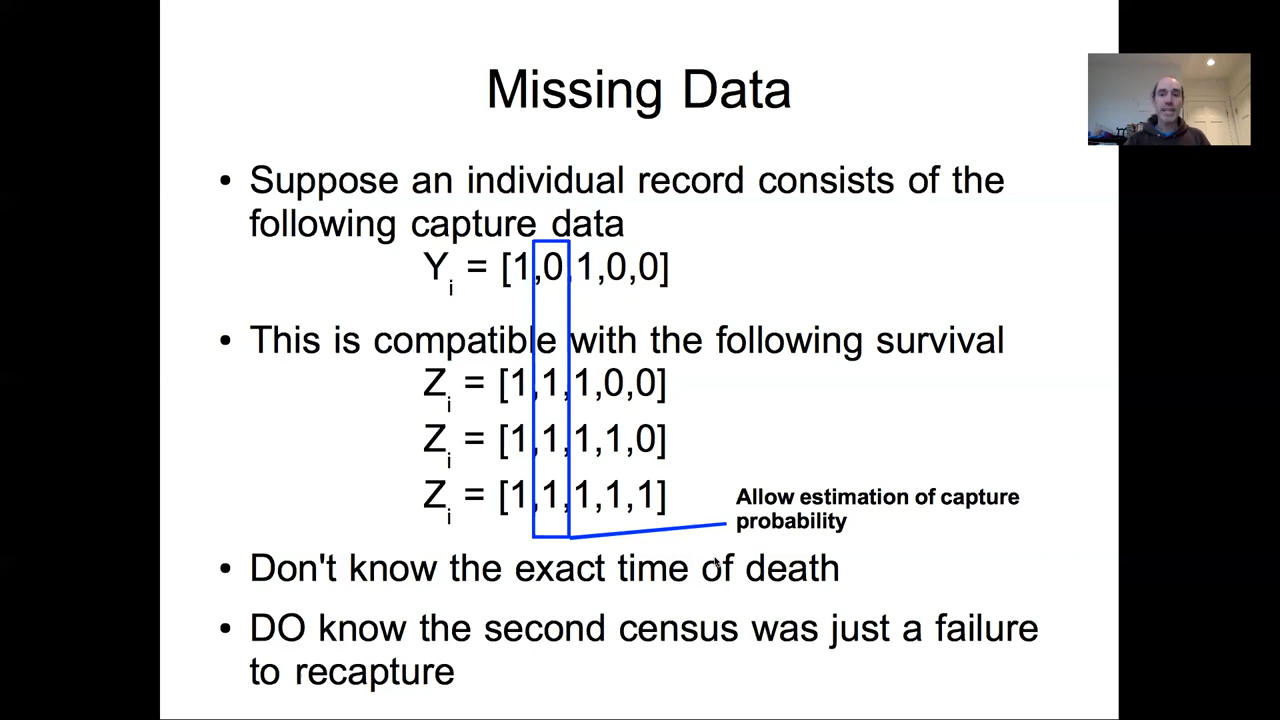 Missing Data
• Suppose an individual record consists of the
following capture data
Yi = [1,0,1,0,0]
• This is compatible with the following survival
Zi = [1,1,1,0,0]
Zi = [1,1,1,1,0]
Zi = [1,1,1,1,1]
Allow estimation of capture
probability
• Don't know the exact time of death
• DO know the second census was just a failure
to recapture